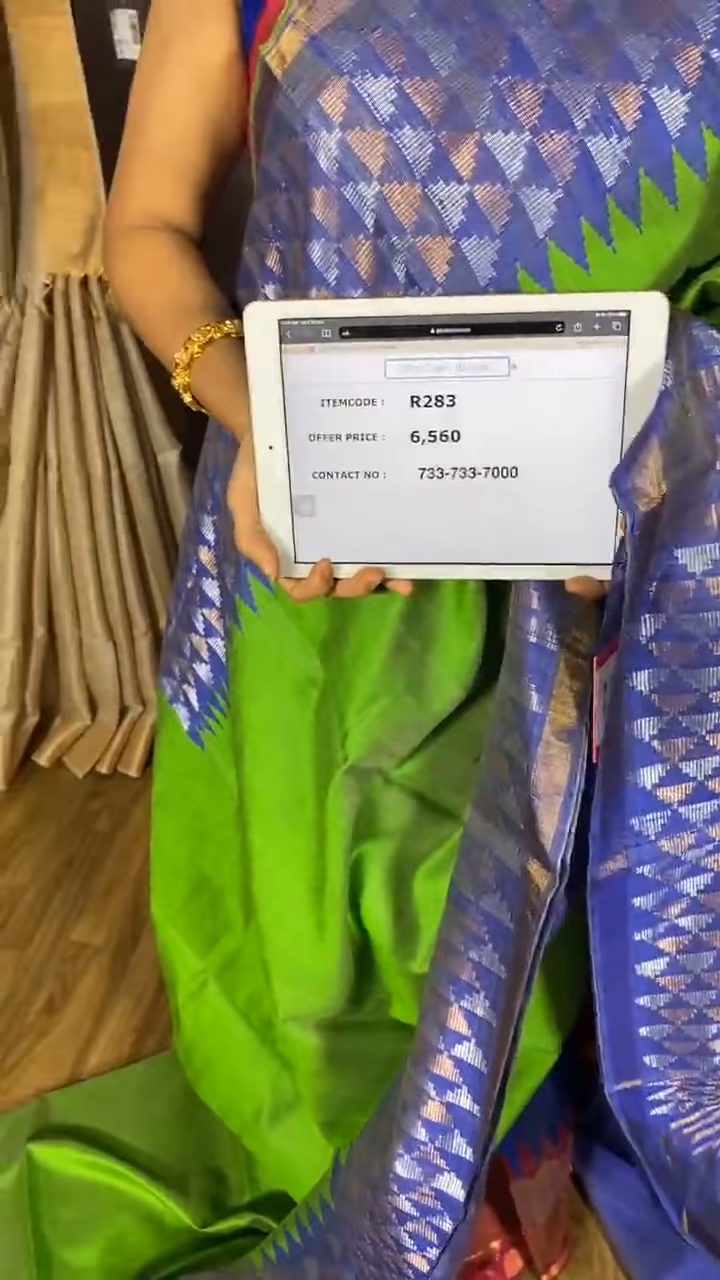 ITEMCODE : R283
OFFER PRICE : 6,560
CONTACT NO : 733-733-7000